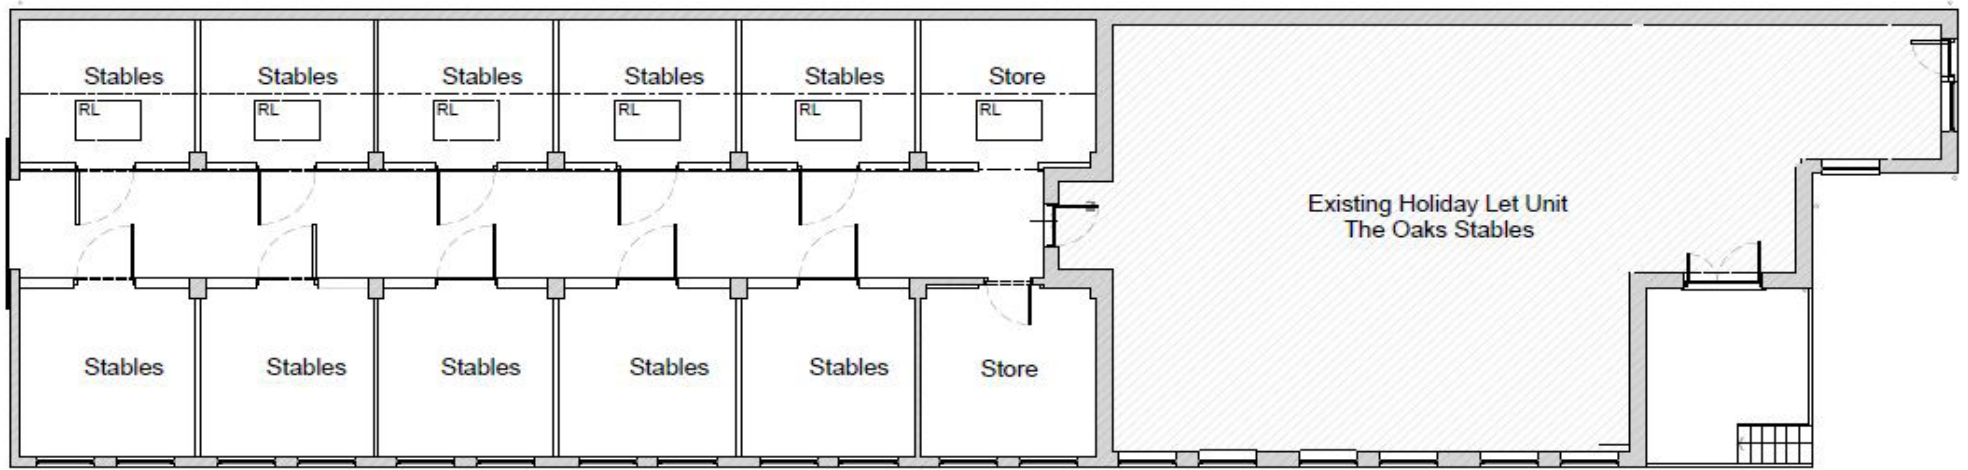 Stables
Stables
Stables
Stables
Stables
Store
RL
RL
RL
RL
RL
RL
Existing Holiday Let Unit
The Oaks Stables
Stables
Stables
Stables
Stables
Stables
Store